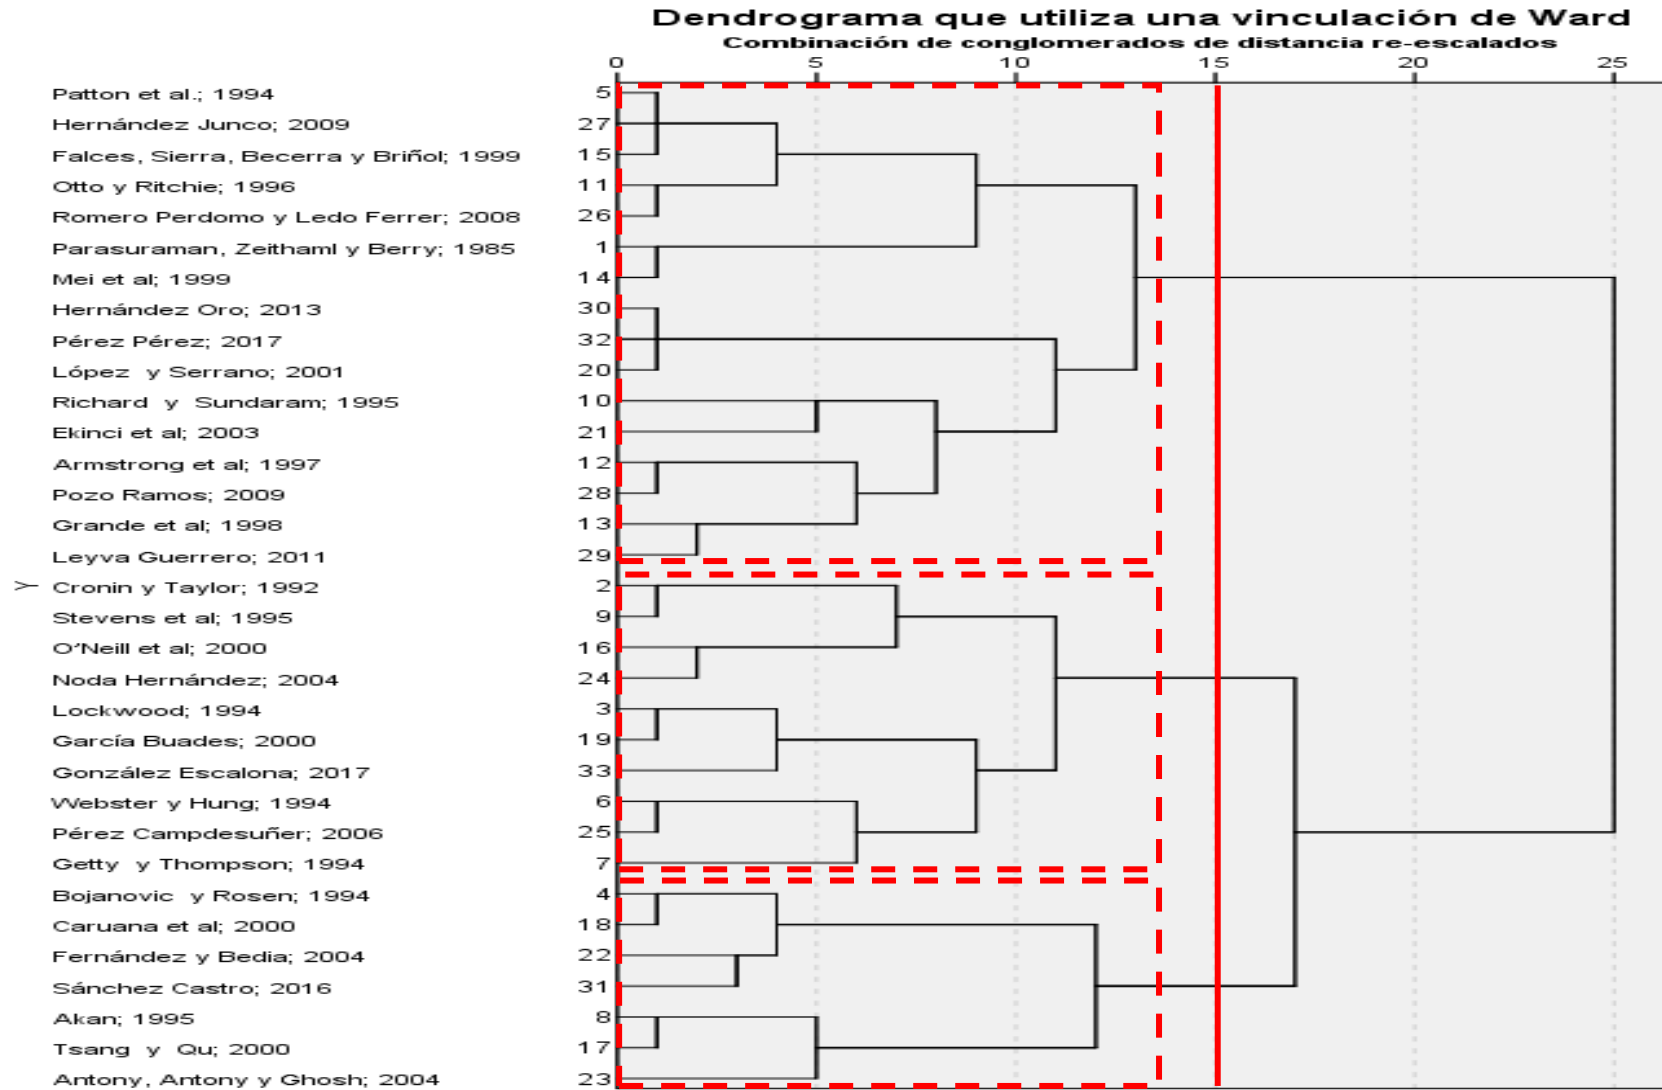 Dendrograma que utiliza una vinculación de Ward
Combinación de conglomerados de distancia re-escalados
0 5 10 15 20 25
Patton et al.; 1994 5
Hernández Junco; 2009 27
Falces, Sierra, Becerra y Briñol; 1999 15
Otto y Ritchie; 1996 11
Romero Perdomo y Ledo Ferrer; 2008 26
Parasuraman, Zeithaml y Berry; 1985 1
Mei et al; 1999 14
Hernández Oro; 2013 30
Pérez Pérez; 2017 32
López y Serrano; 2001 20
Richard y Sundaram; 1995 10
Ekinci et al; 2003 21
Armstrong et al; 1997 12
Pozo Ramos; 2009 28
Grande et al; 1998 13
Leyva Guerrero; 2011 29
Y Cronin y Taylor; 1992 2
Stevens et al; 1995 9
O'Neill et al; 2000 16
Noda Hernández; 2004 24
Lockwood; 1994 3
García Buades; 2000 19
González Escalona; 2017 33
Webster y Hung; 1994 6
Pérez Campdesuñer; 2006 25
Getty y Thompson; 1994 7
Bojanovic y Rosen; 1994 4
Caruana et al; 2000 18
Fernández y Bedia; 2004 22
Sánchez Castro; 2016 31
Akan; 1995 8
Tsang y Qu; 2000 17
Antony, Antony y Ghosh; 2004 23